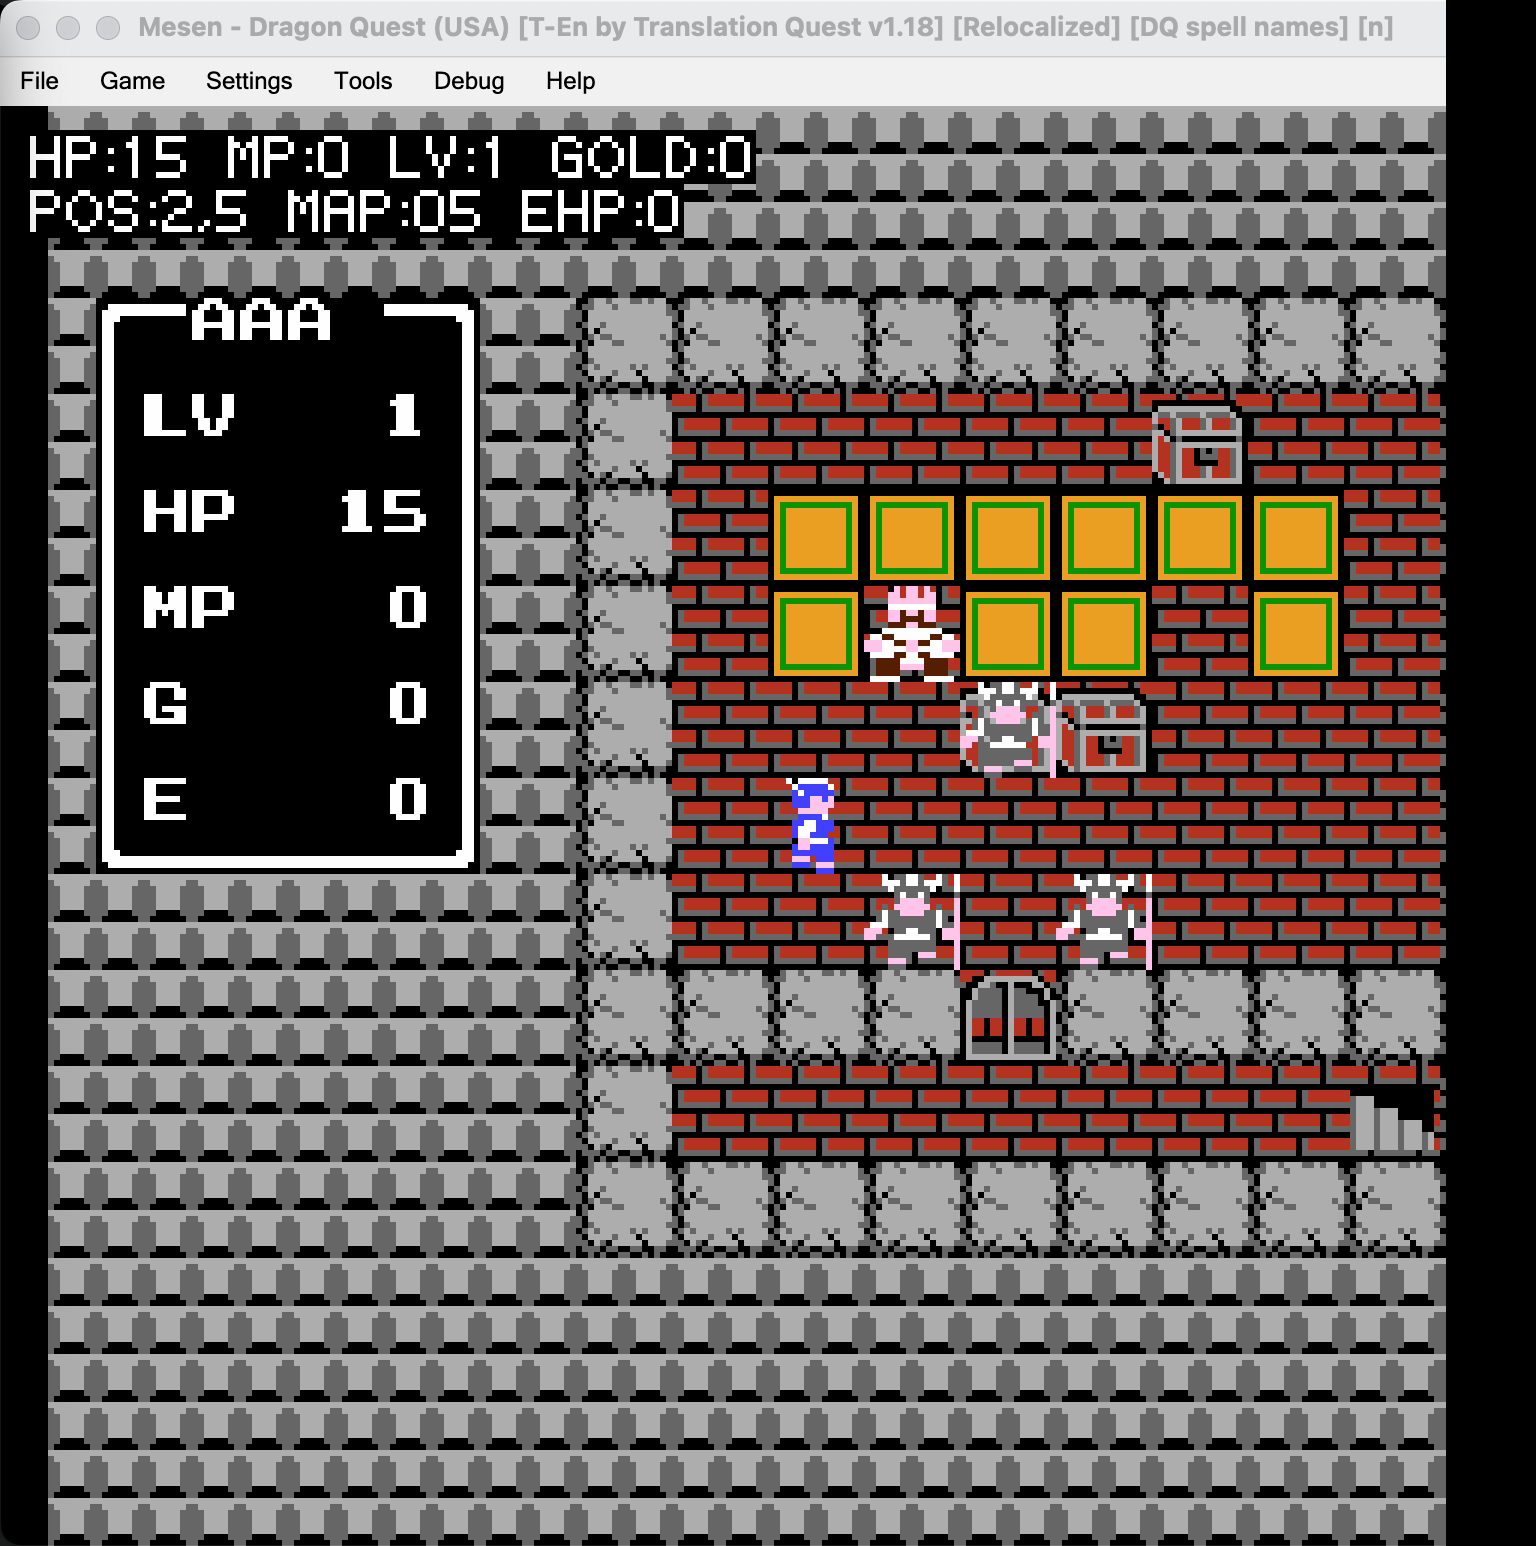 Mesen - Dragon Quest (USA) [T-En by Translation Quest v1.18] [Relocalized] [DQ spell names] [n]
File Game Settings Tools Debug Help
HP:15 MP:0 LV:1 GOLD:0
POS:2,5 MAP:05 EHP:0
AAA
LV 1
HP 15
MP 0
G 0
E 0